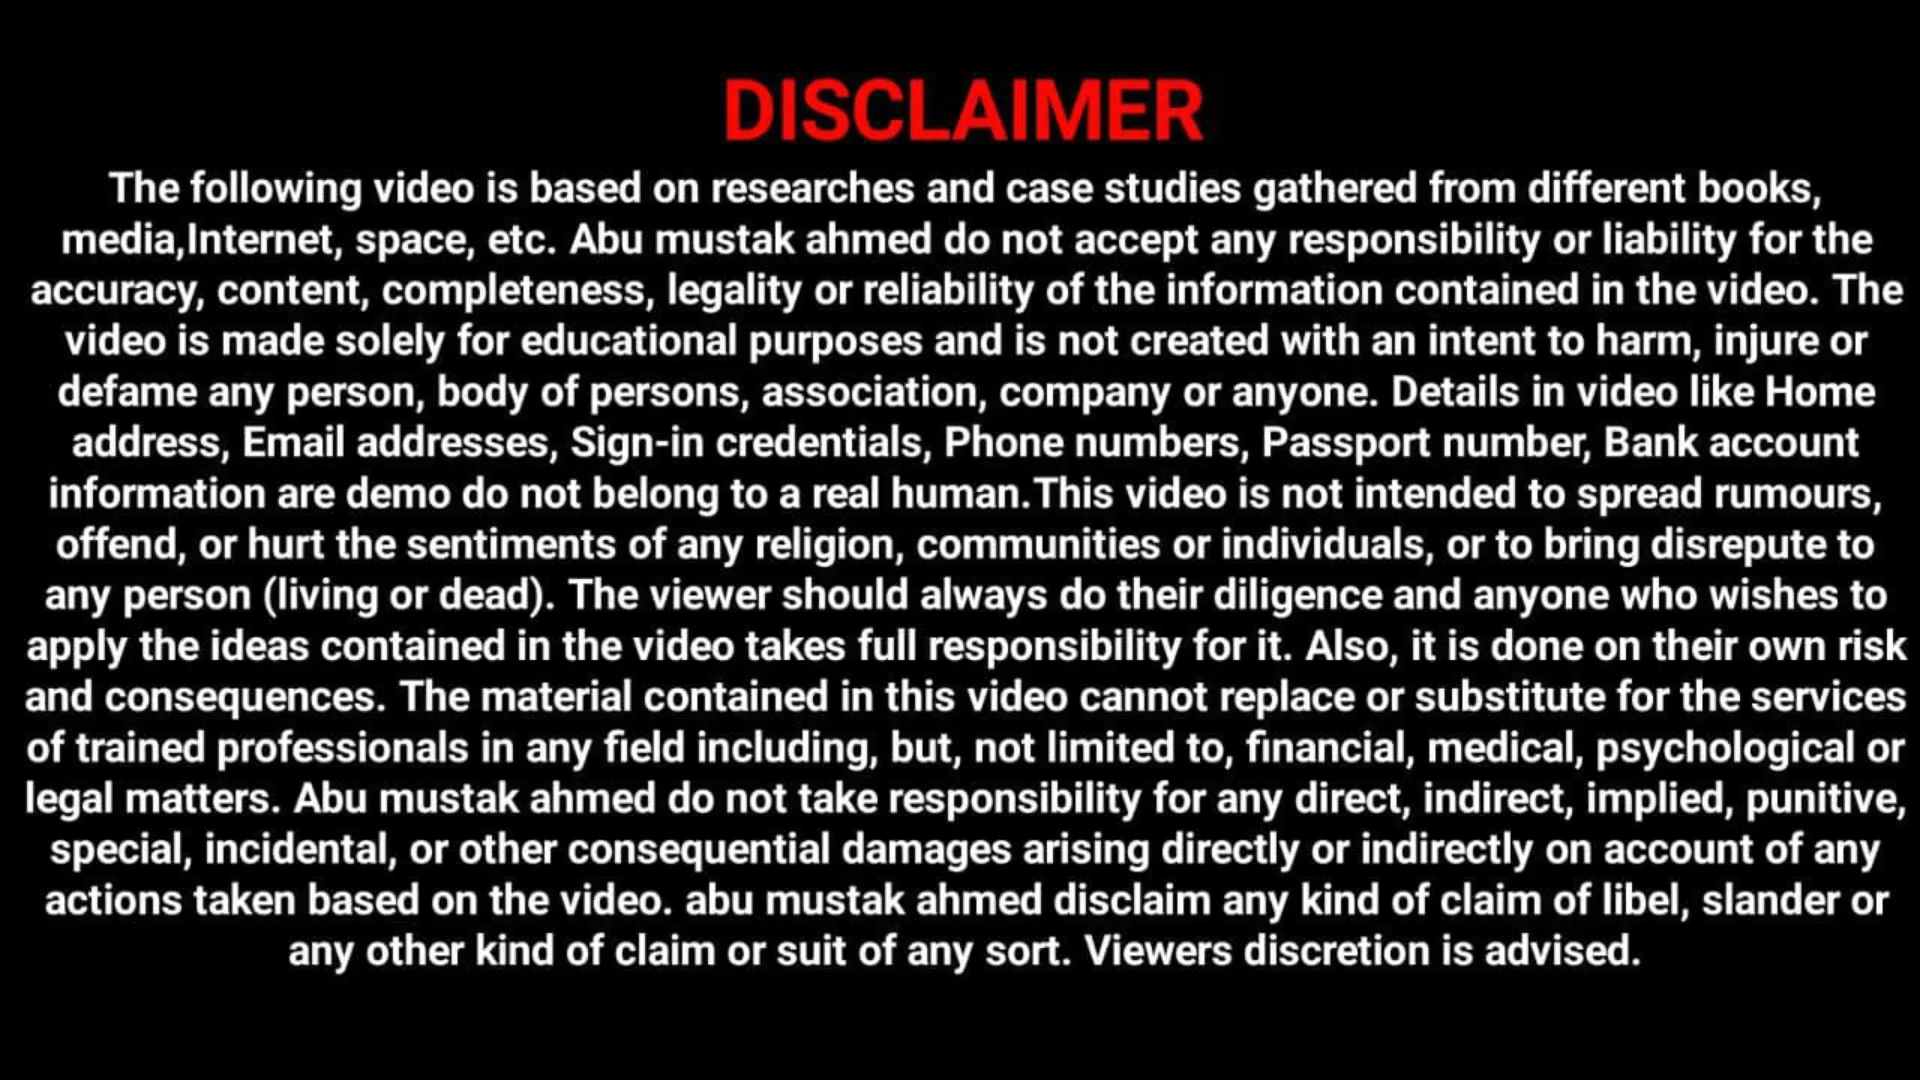 DISCLAIMER
The following video is based on researches and case studies gathered from different books,
media,Internet, space, etc. Abu mustak ahmed do not accept any responsibility or liability for the
accuracy, content, completeness, legality or reliability of the information contained in the video. The
video is made solely for educational purposes and is not created with an intent to harm, injure or
defame any person, body of persons, association, company or anyone. Details in video like Home
address, Email addresses, Sign-in credentials, Phone numbers, Passport number, Bank account
information are demo do not belong to a real human.This video is not intended to spread rumours,
offend, or hurt the sentiments of any religion, communities or individuals, or to bring disrepute to
any person (living or dead). The viewer should always do their diligence and anyone who wishes to
apply the ideas contained in the video takes full responsibility for it. Also, it is done on their own risk
and consequences. The material contained in this video cannot replace or substitute for the services
of trained professionals in any field including, but, not limited to, financial, medical, psychological or
legal matters. Abu mustak ahmed do not take responsibility for any direct, indirect, implied, punitive,
special, incidental, or other consequential damages arising directly or indirectly on account of any
actions taken based on the video. abu mustak ahmed disclaim any kind of claim of libel, slander or
any other kind of claim or suit of any sort. Viewers discretion is advised.